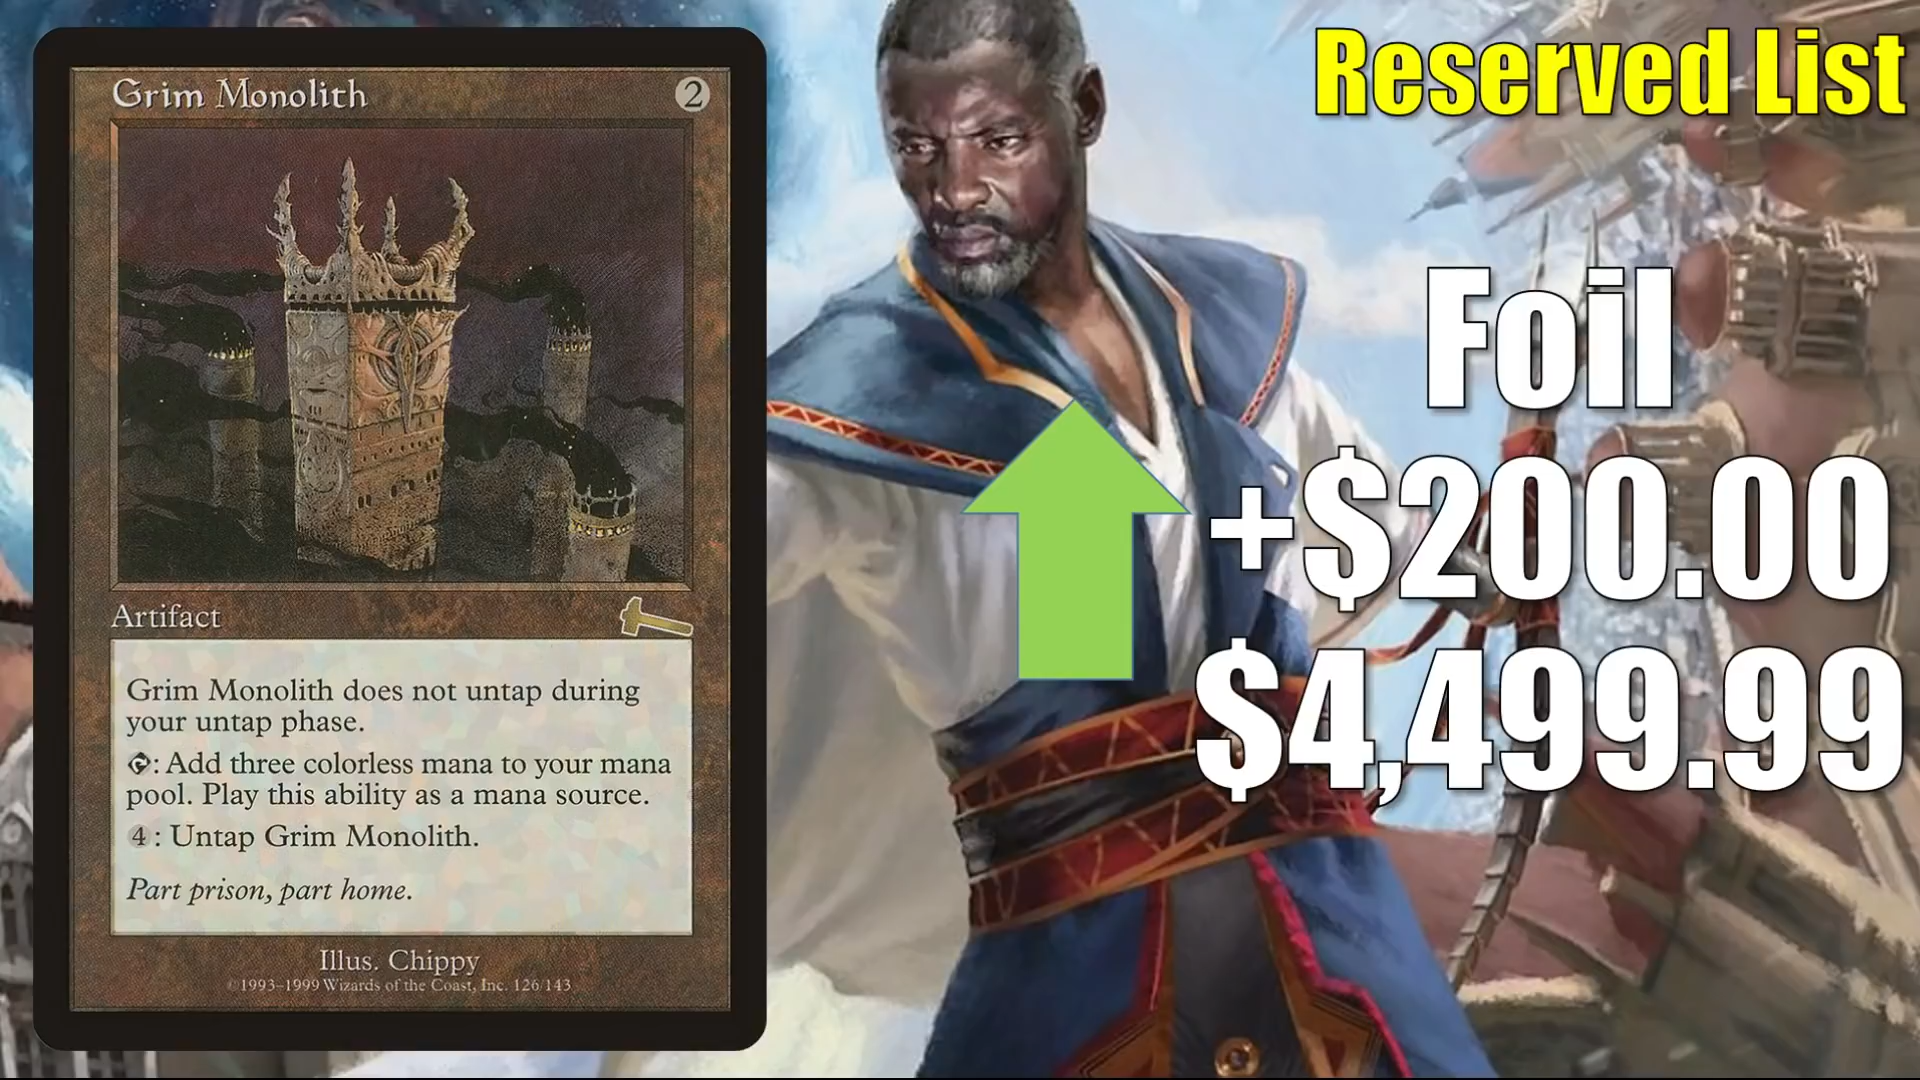 Grim Monolith 2
Reserved List
Foil
+$200.00
$4,499.99
Artifact
Grim Monolith does not untap during
your untap phase.
: Add three colorless mana to your mana
pool. Play this ability as a mana source.
4: Untap Grim Monolith.
Part prison, part home.
Illus. Chippy
©1993–1999 Wizards of the Coast, Inc. 126/143